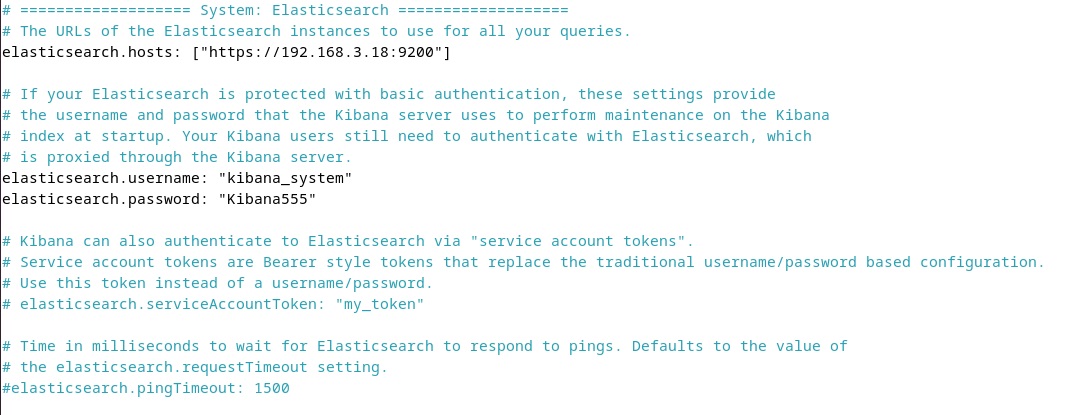 # =================== System: Elasticsearch ===================
# The URLs of the Elasticsearch instances to use for all your queries.
elasticsearch.hosts: ["https://192.168.3.18:9200"]
# If your Elasticsearch is protected with basic authentication, these settings provide
# the username and password that the Kibana server uses to perform maintenance on the Kibana
# index at startup. Your Kibana users still need to authenticate with Elasticsearch, which
# is proxied through the Kibana server.
elasticsearch.username: "kibana_system"
elasticsearch.password: "Kibana555"
# Kibana can also authenticate to Elasticsearch via "service account tokens".
# Service account tokens are Bearer style tokens that replace the traditional username/password based configuration.
# Use this token instead of a username/password.
# elasticsearch.serviceAccountToken: "my_token"
# Time in milliseconds to wait for Elasticsearch to respond to pings. Defaults to the value of
# the elasticsearch.requestTimeout setting.
#elasticsearch.pingTimeout: 1500